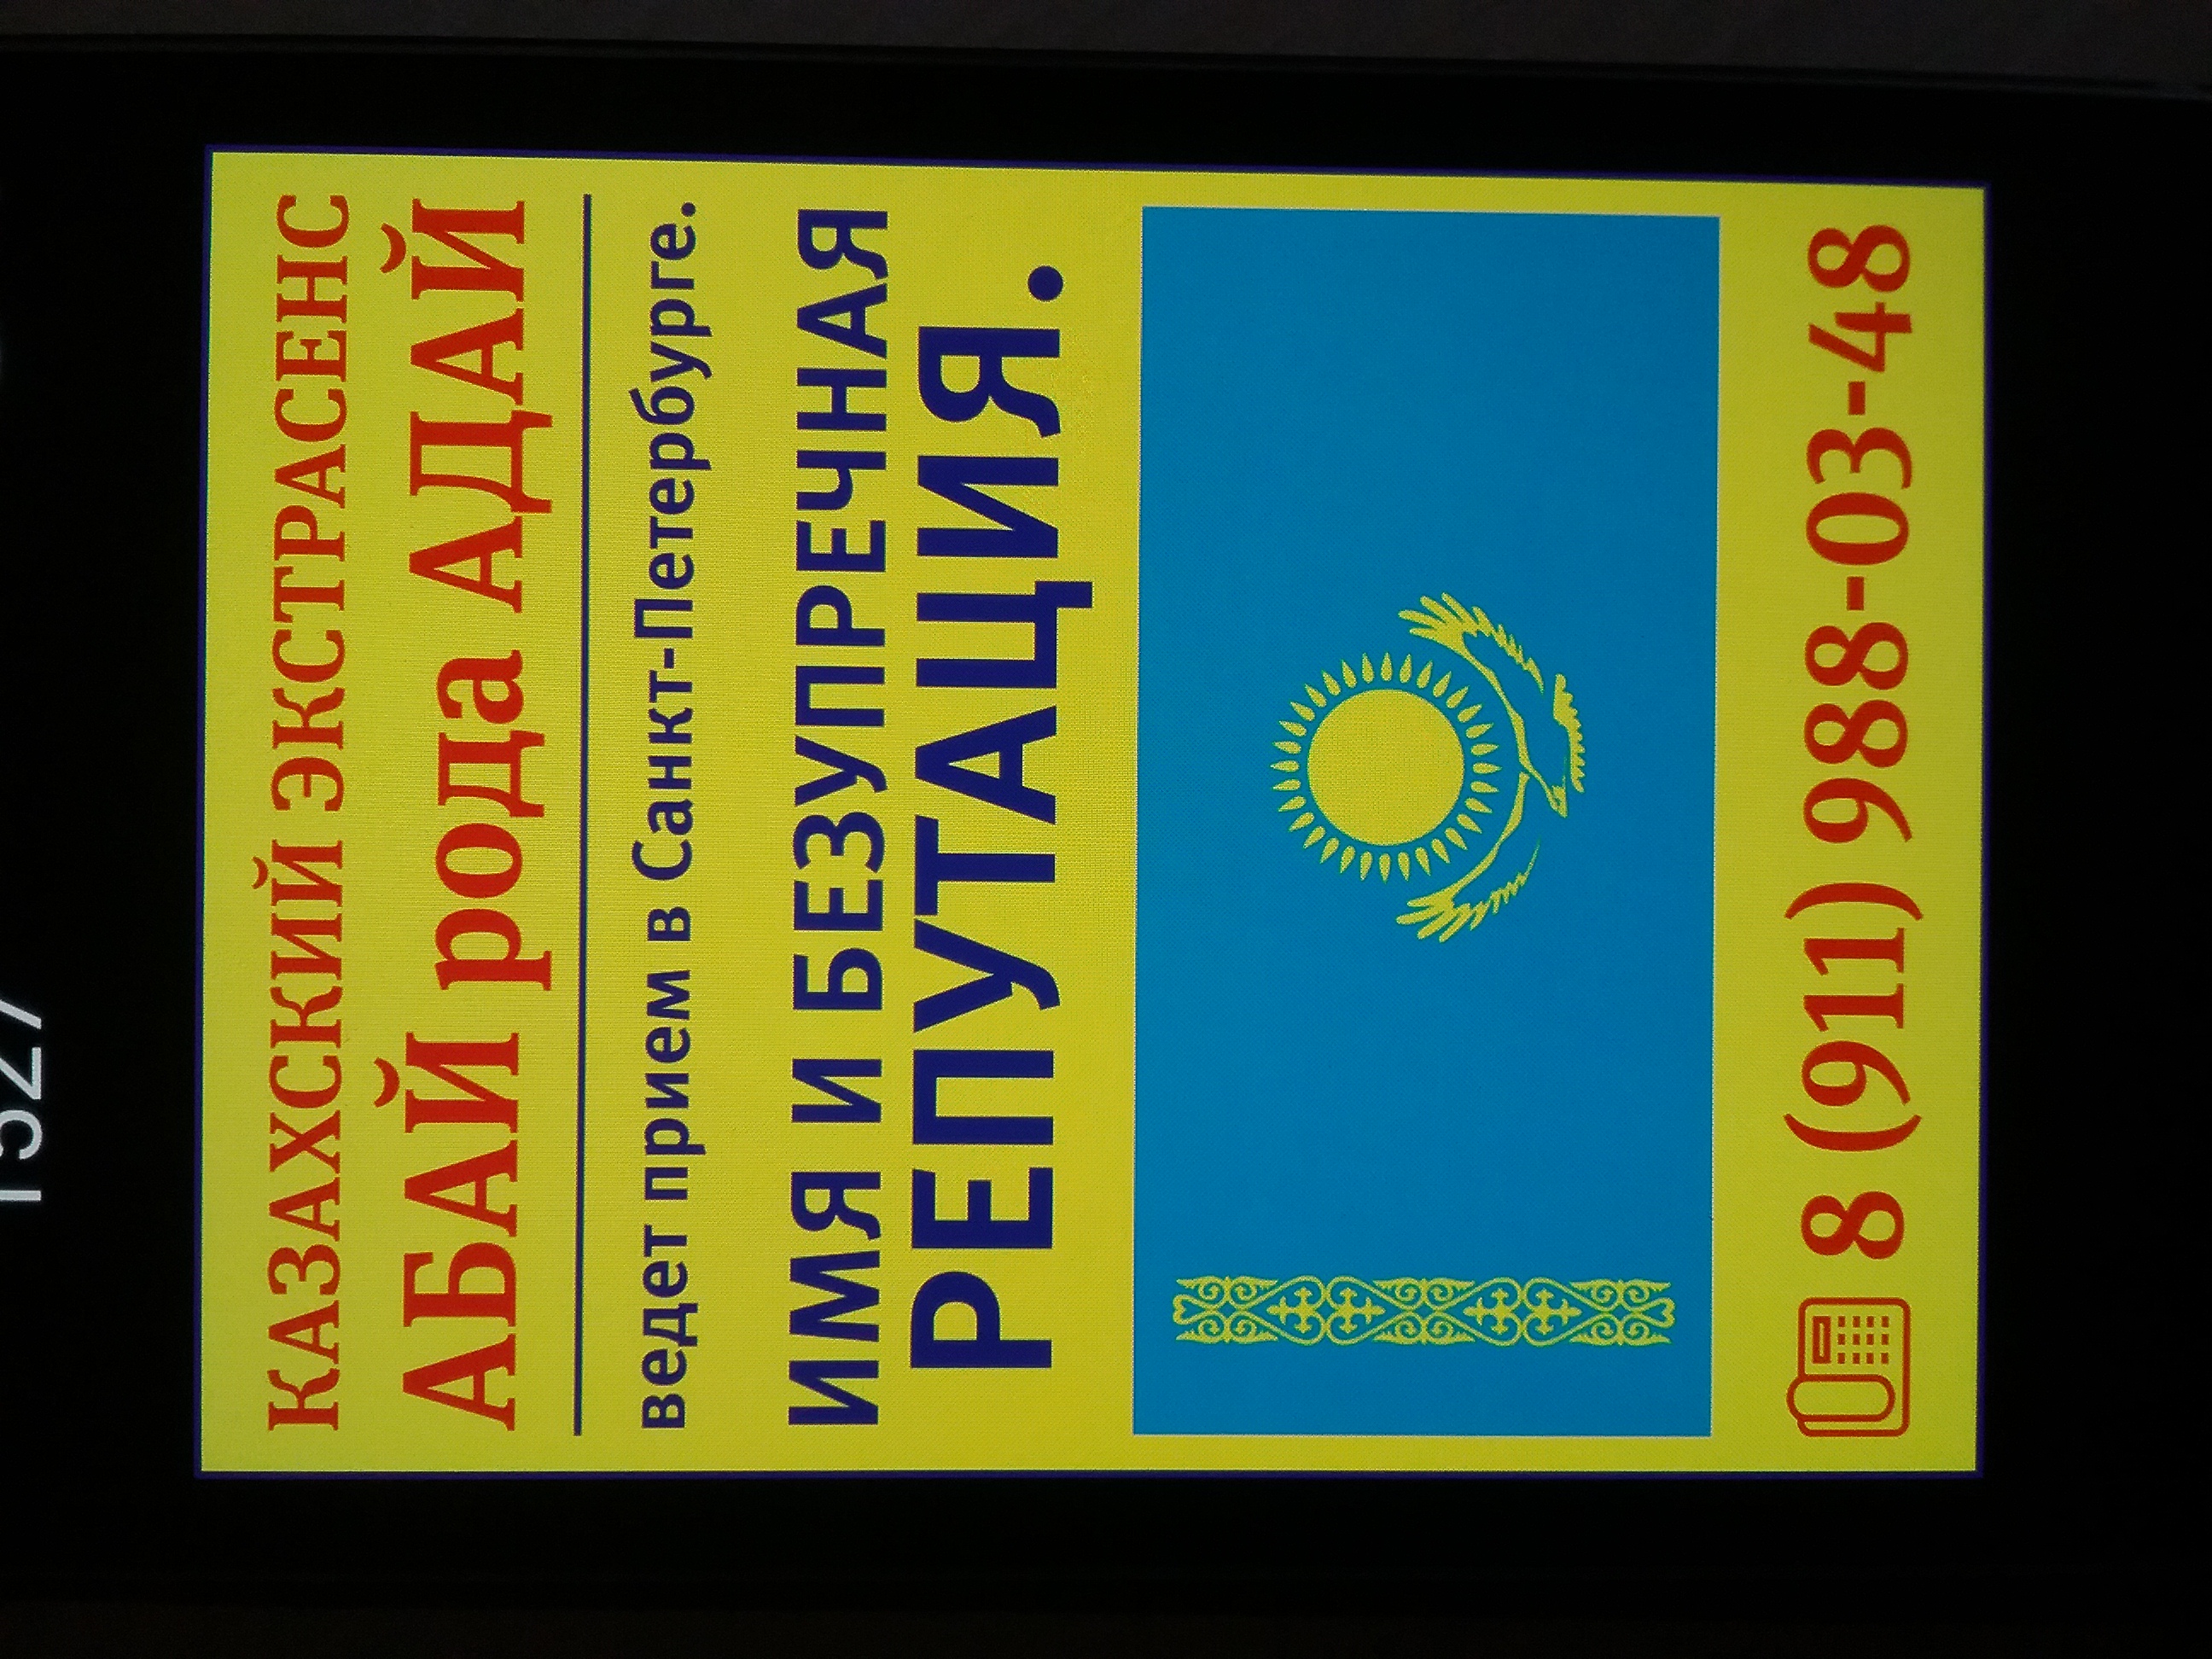 КАЗАХСКИЙ ЭКСТРАСЕНС
АБАЙ рода АДАЙ
ведет прием в Санкт-Петербурге.
ИМЯ И БЕЗУПРЕЧНАЯ
РЕПУТАЦИЯ.
8 (911) 988-03-48